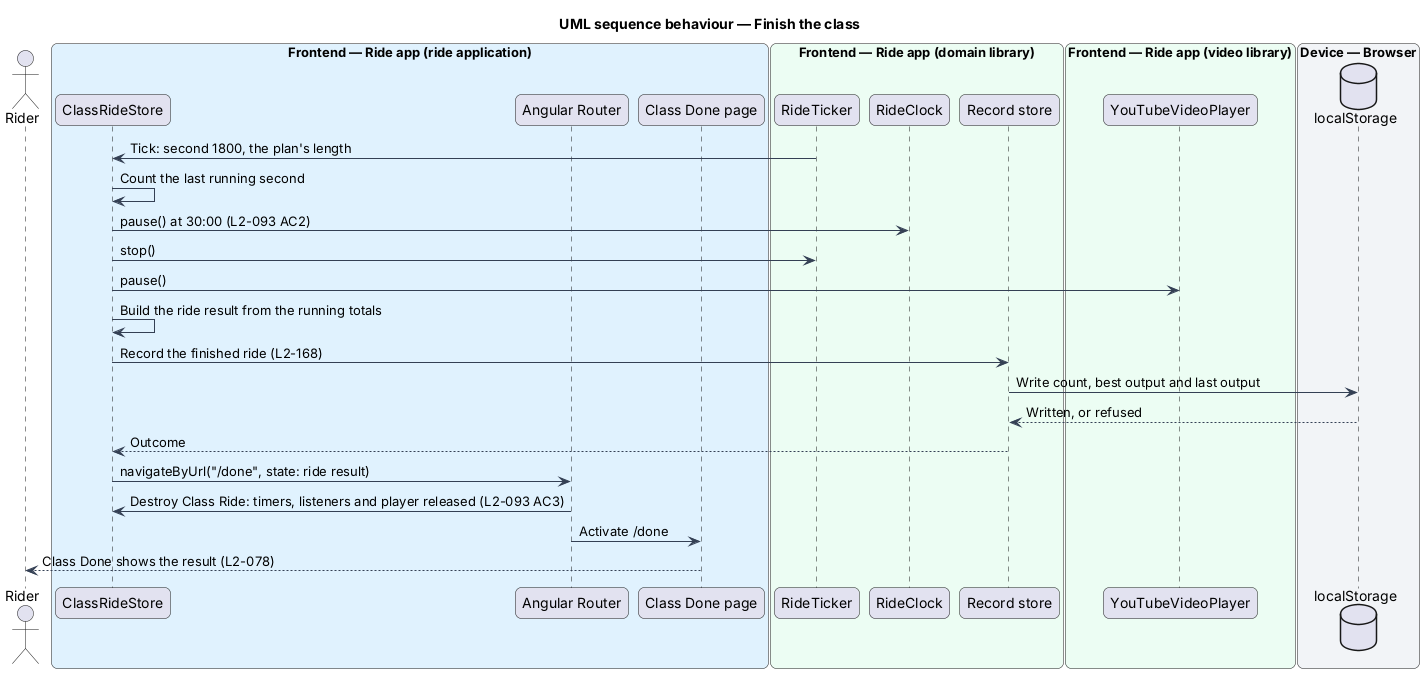 UML sequence behaviour — Finish the class
Frontend — Ride app (ride application)
Frontend — Ride app (domain library)
Frontend — Ride app (video library)
Device — Browser
Rider
ClassRideStore
Angular Router
Class Done page
RideTicker
RideClock
Record store
YouTubeVideoPlayer
localStorage
Tick: second 1800, the plan's length
Count the last running second
pause() at 30:00 (L2-093 AC2)
stop()
pause()
Build the ride result from the running totals
Record the finished ride (L2-168)
Write count, best output and last output
Written, or refused
Outcome
navigateByUrl("/done", state: ride result)
Destroy Class Ride: timers, listeners and player released (L2-093 AC3)
Activate /done
Class Done shows the result (L2-078)
Rider
ClassRideStore
Angular Router
Class Done page
RideTicker
RideClock
Record store
YouTubeVideoPlayer
localStorage